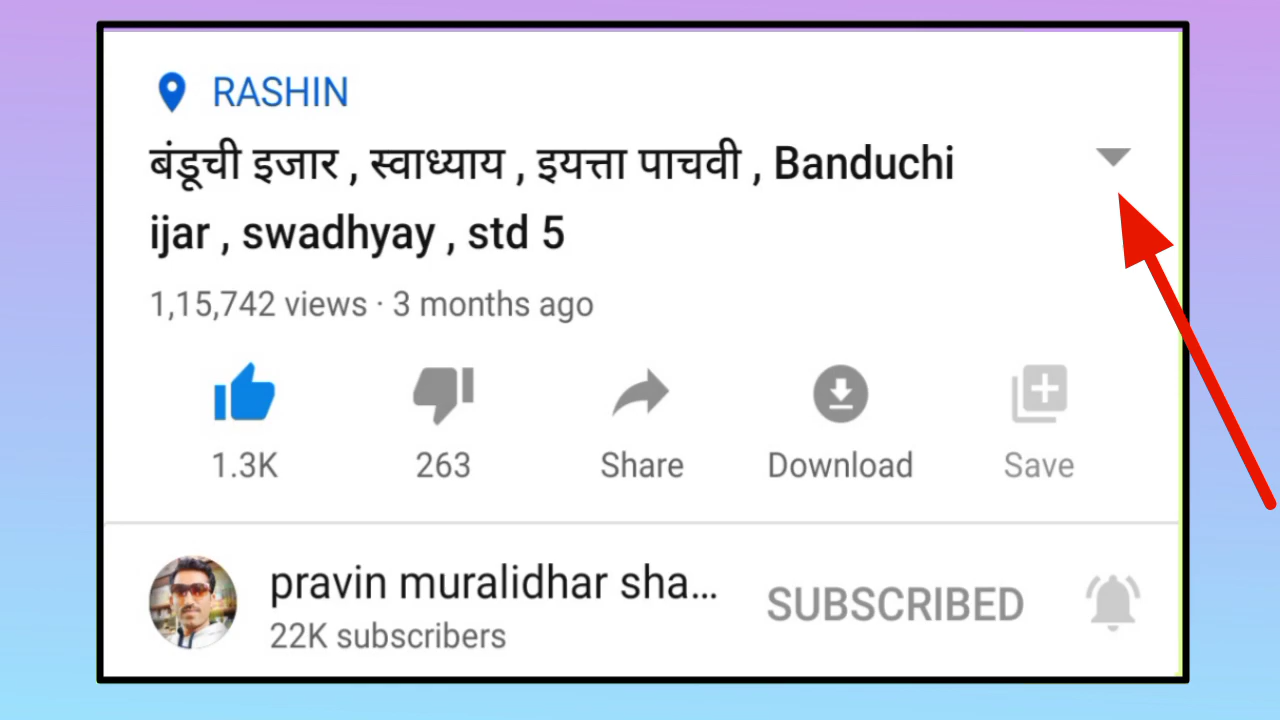 RASHIN
बंडूची इजार , स्वाध्याय , इयत्ता पाचवी , Banduchi
ijar , swadhyay , std 5
1,15,742 views · 3 months ago
1.3K 263 Share Download Save
pravin muralidhar sha... SUBSCRIBED
22K subscribers